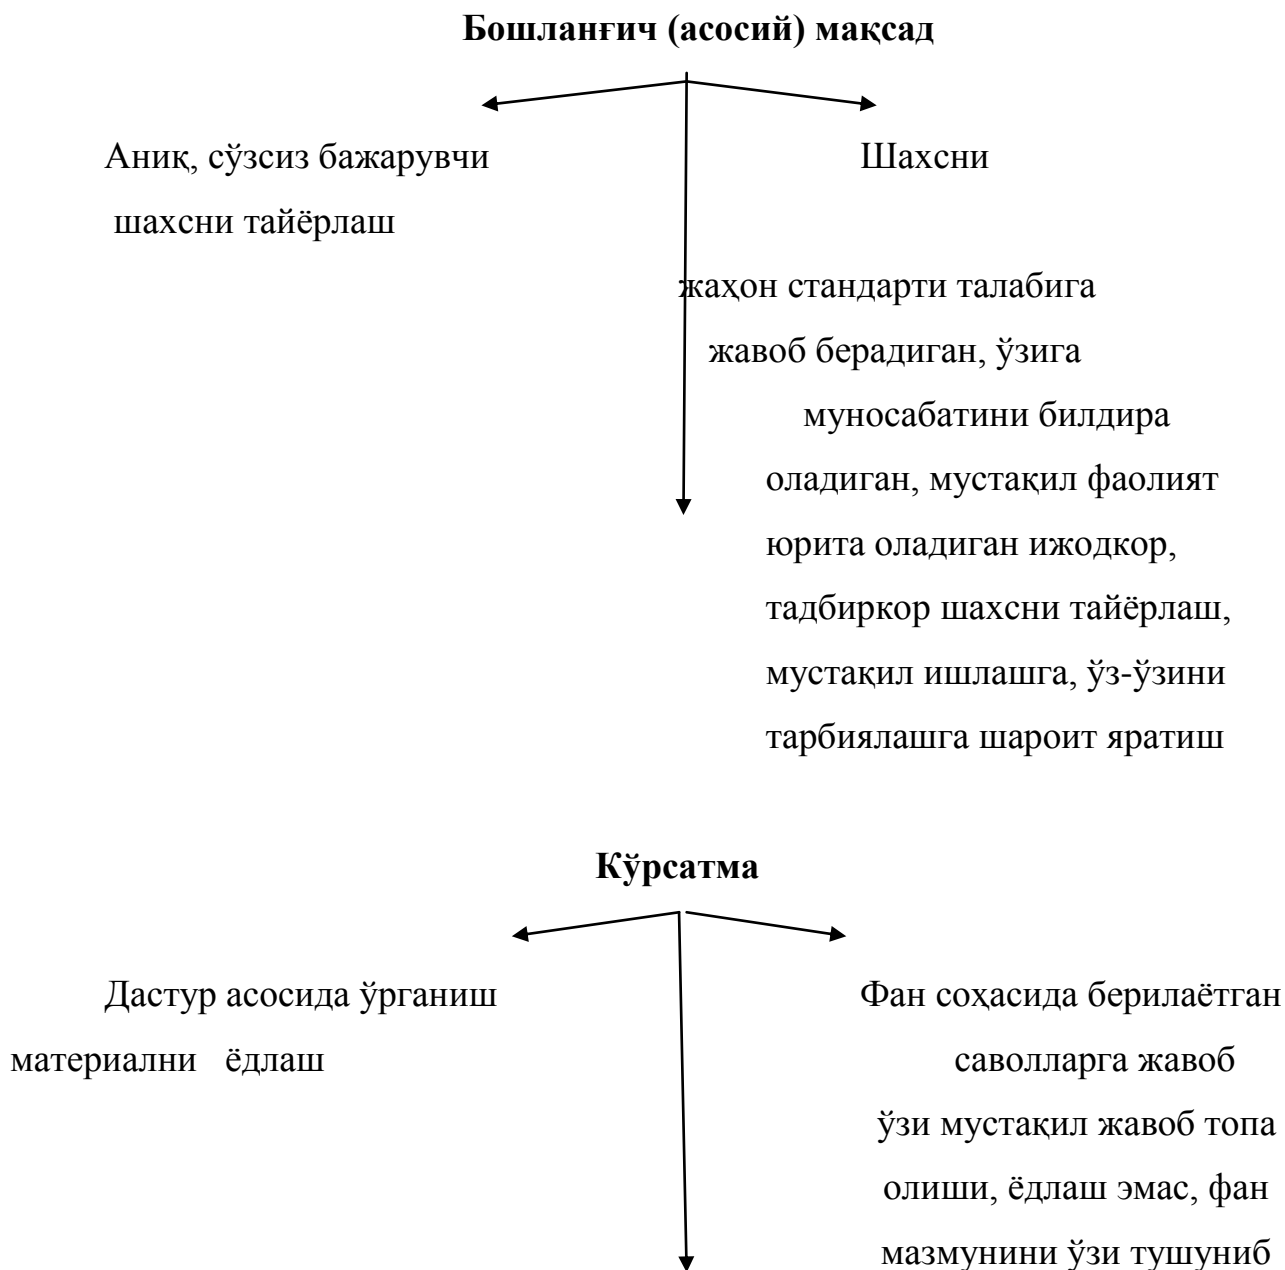 Бошланғич (асосий) мақсад
Аниқ, сўзсиз бажарувчи
шахсни тайёрлаш
Шахсни
жаҳон стандарти талабига
жавоб берадиган, ўзига
муносабатини билдира
оладиган, мустақил фаолият
юрита оладиган ижодкор,
тадбиркор шахсни тайёрлаш,
мустақил ишлашга, ўз-ўзини
тарбиялашга шароит яратиш
Кўрсатма
Дастур асосида ўрганиш
материални ёдлаш
Фан соҳасида берилаётган
саволларга жавоб
ўзи мустақил жавоб топа
олиши, ёдлаш эмас, фан
мазмунини ўзи тушуниб